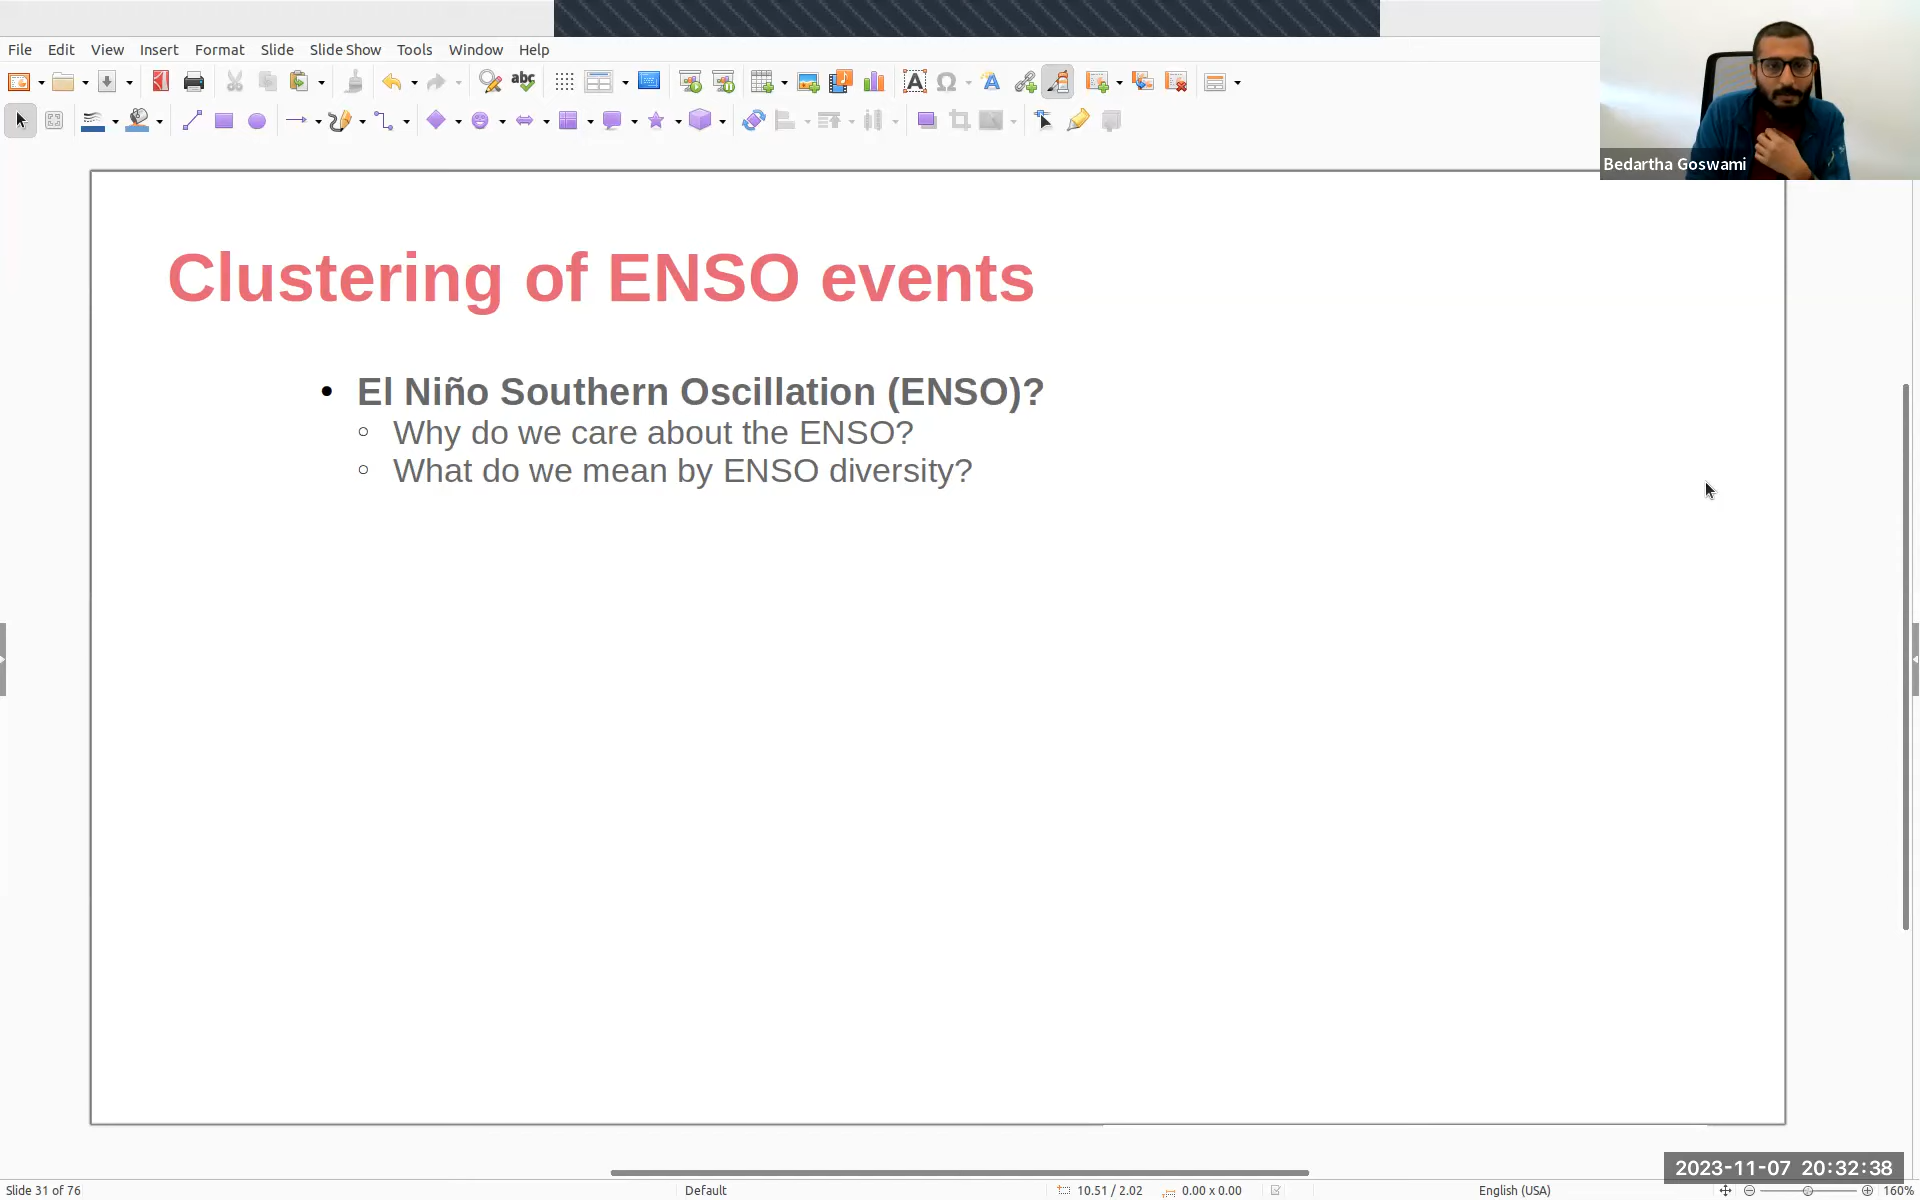 File Edit View Insert Format Slide Slide Show Tools Window Help
Bedartha Goswami
Clustering of ENSO events
• El Niño Southern Oscillation (ENSO)?
○ Why do we care about the ENSO?
○ What do we mean by ENSO diversity?
2023-11-07 20:32:38
Slide 31 of 76 Default 10.51 / 2.02 0.00 x 0.00 English (USA) 160%